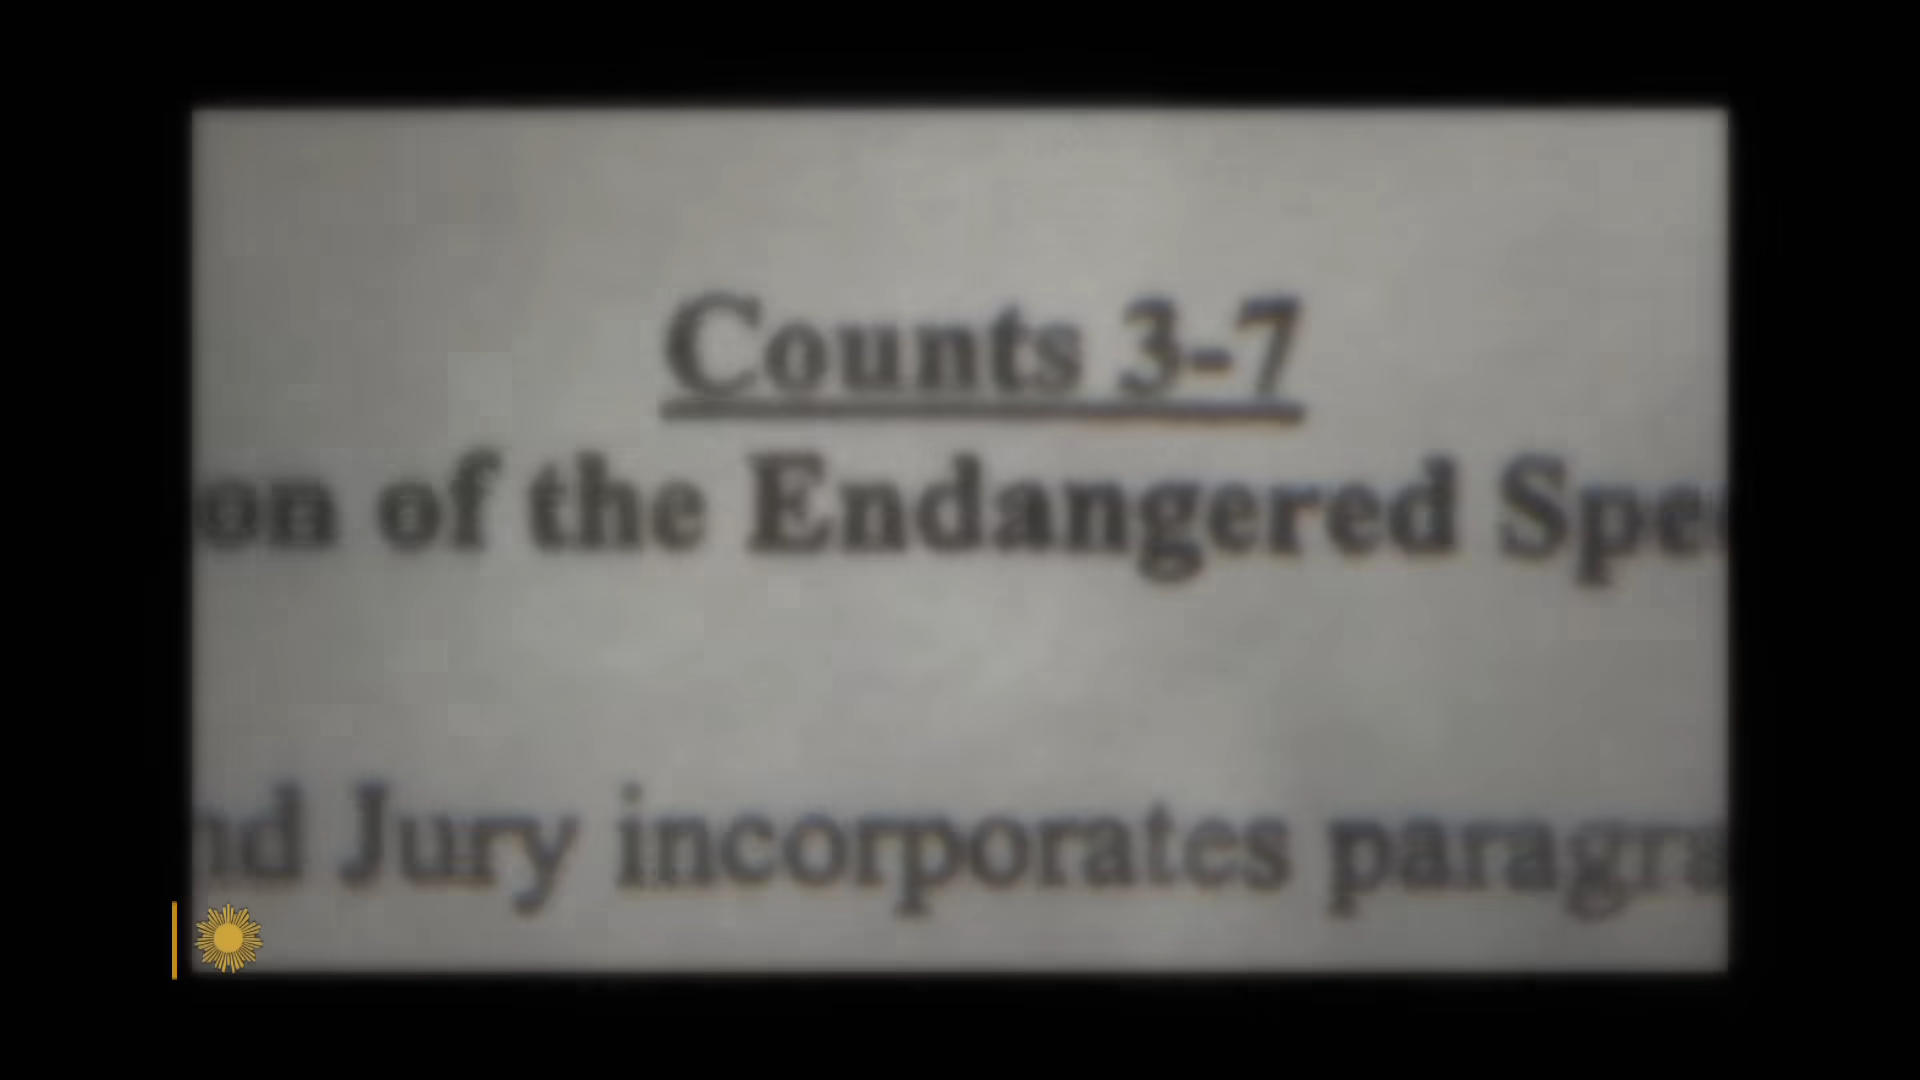 Counts 3-7
on of the Endangered Spe
nd Jury incorporates paragra